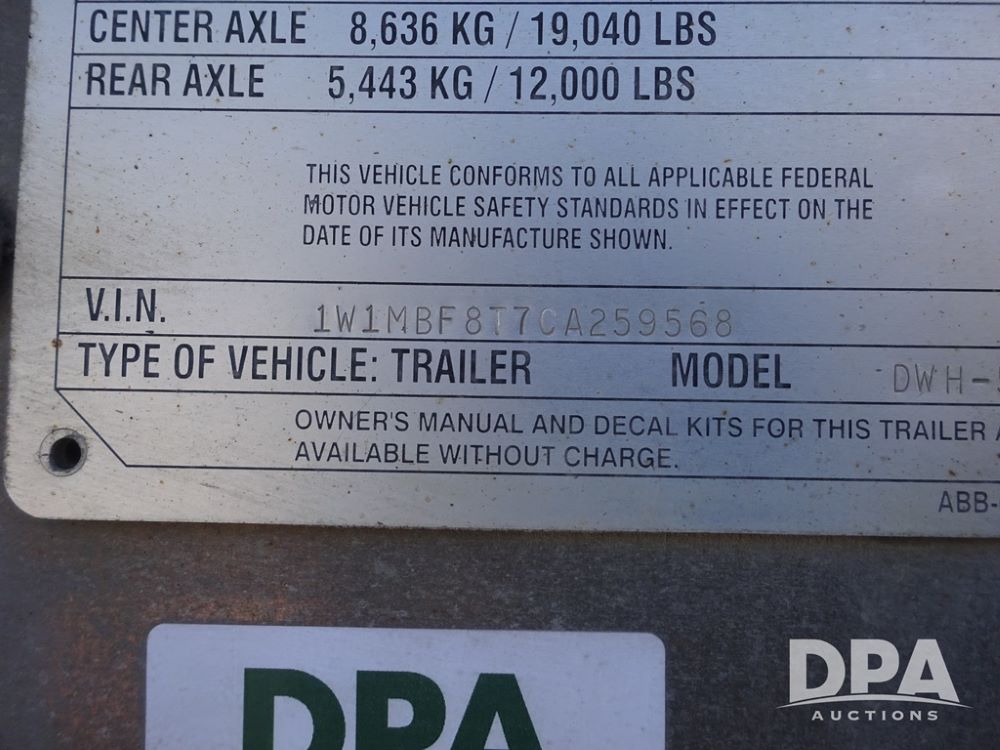 CENTER AXLE 8,636 KG / 19,040 LBS
REAR AXLE 5,443 KG / 12,000 LBS
THIS VEHICLE CONFORMS TO ALL APPLICABLE FEDERAL
MOTOR VEHICLE SAFETY STANDARDS IN EFFECT ON THE
DATE OF ITS MANUFACTURE SHOWN.
V.I.N. 1W1MBF8T7CA259568
TYPE OF VEHICLE: TRAILER MODEL DWH-
OWNER'S MANUAL AND DECAL KITS FOR THIS TRAILER
AVAILABLE WITHOUT CHARGE.
ABB-
DPA
DPA
AUCTIONS